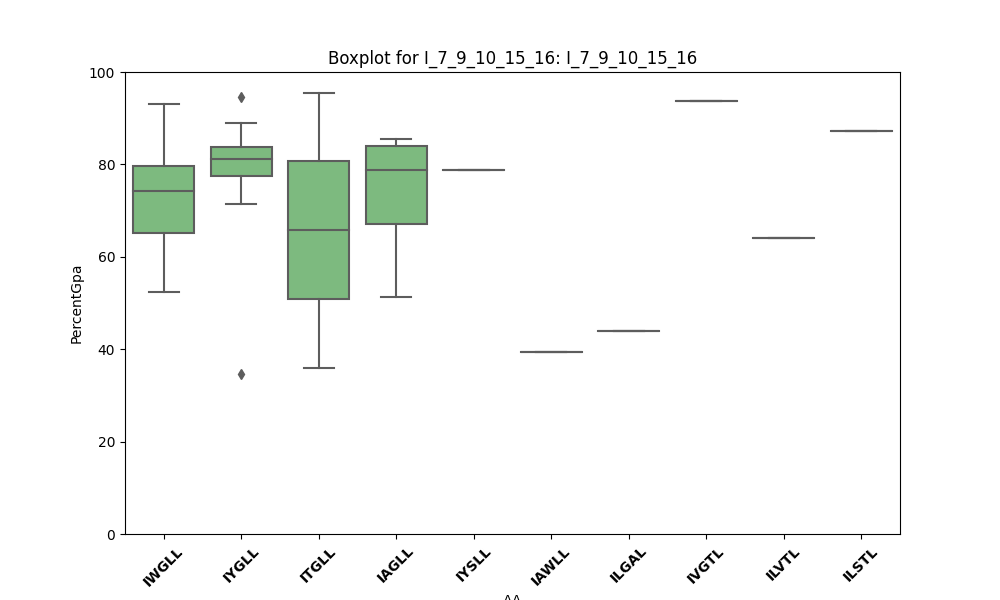 Boxplot for I_7_9_10_15_16: I_7_9_10_15_16
100
80
60
40
20
0
PercentGpa
IWGLL
IYGLL
ITGLL
IAGLL
IYSLL
IAWLL
ILGAL
IVGTL
ILVTL
ILSTL
AA